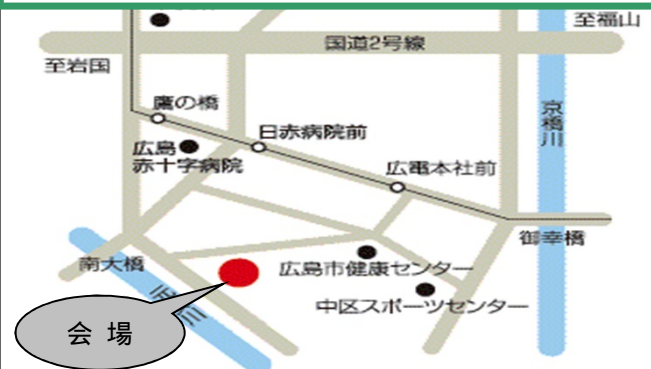 至福山
国道2号線
至岩国
京橋川
鷹の橋
日赤病院前
広島
赤十字病院
広電本社前
御幸橋
南大橋
広島市健康センター
中区スポーツセンター
川
会 場